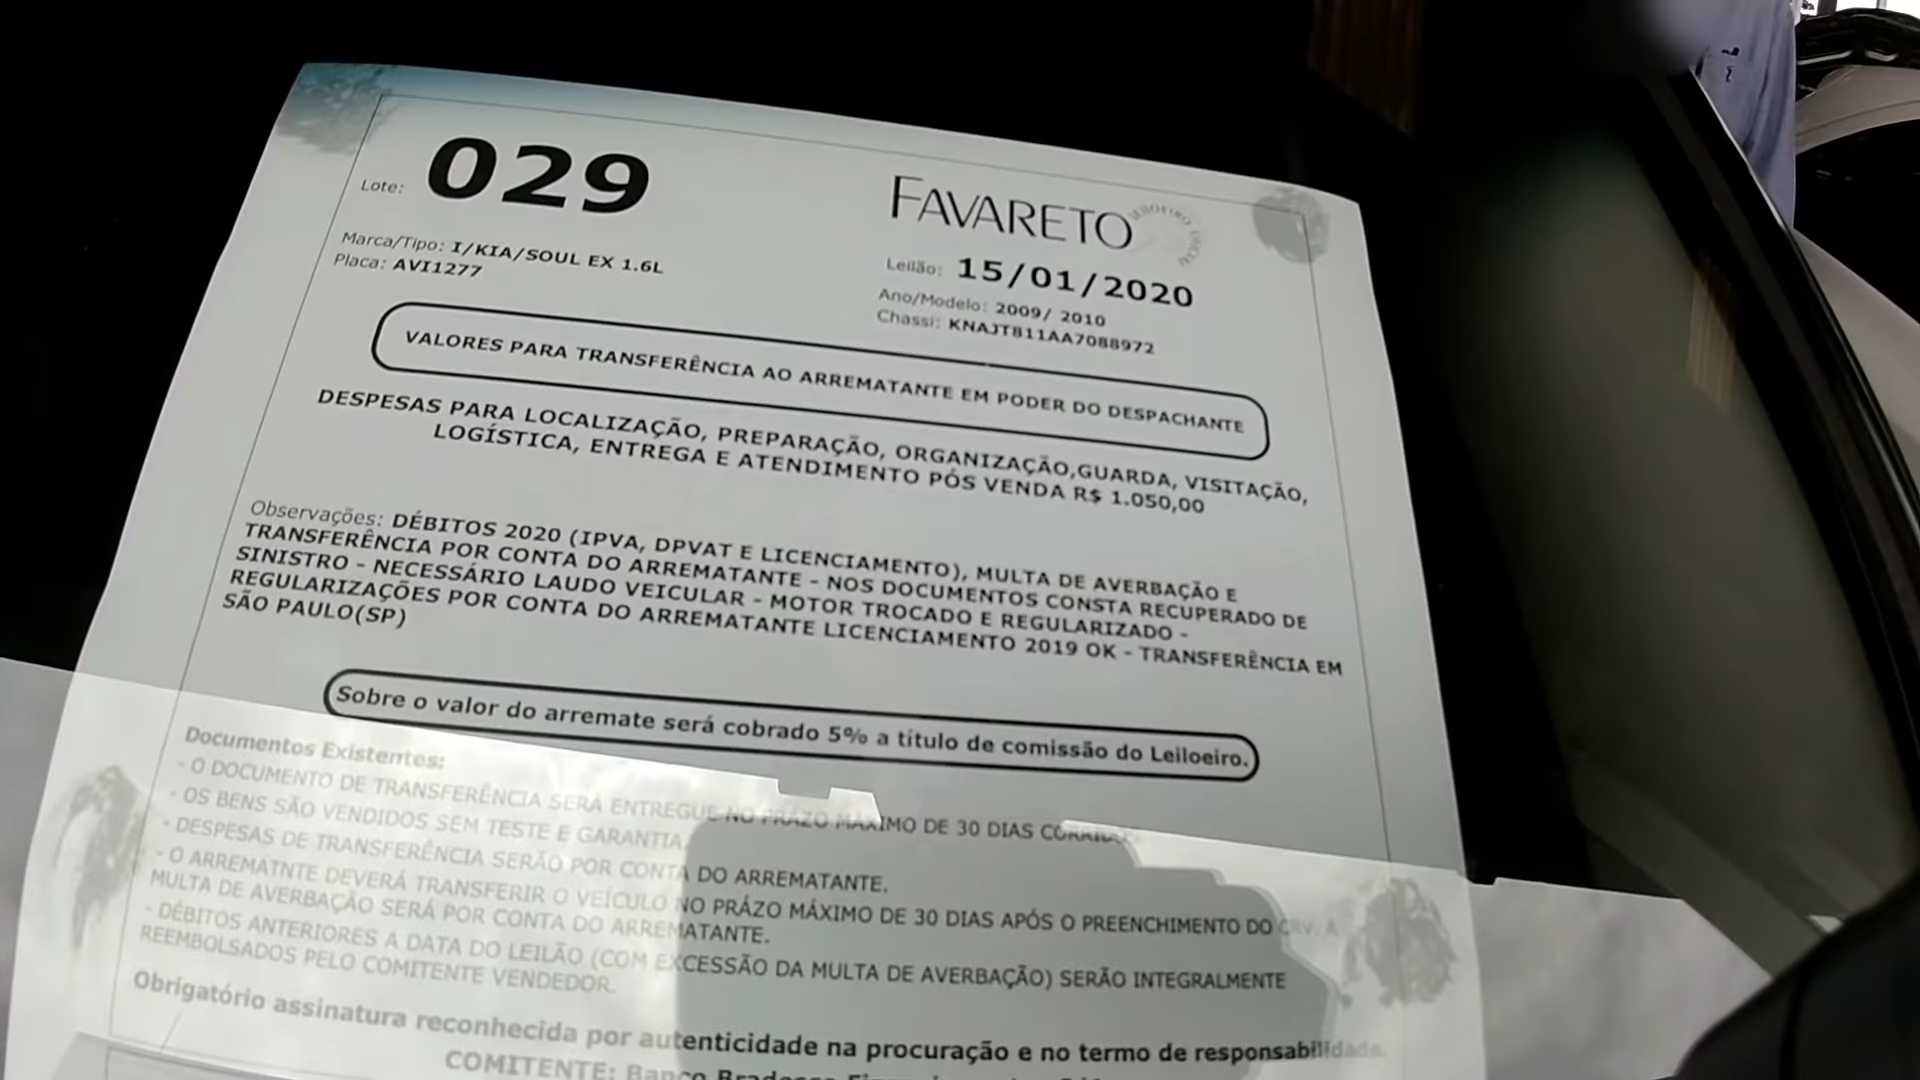 Lote: 029
FAVARETO
LEILOEIRO OFICIAL
Marca/Tipo: I/KIA/SOUL EX 1.6L
Placa: AVI1277
Leilão: 15/01/2020
Ano/Modelo: 2009/ 2010
Chassi: KNAJT811AA7088972
VALORES PARA TRANSFERÊNCIA AO ARREMATANTE EM PODER DO DESPACHANTE
DESPESAS PARA LOCALIZAÇÃO, PREPARAÇÃO, ORGANIZAÇÃO,GUARDA, VISITAÇÃO,
LOGÍSTICA, ENTREGA E ATENDIMENTO PÓS VENDA R$ 1.050,00
Observações: DÉBITOS 2020 (IPVA, DPVAT E LICENCIAMENTO), MULTA DE AVERBAÇÃO E
TRANSFERÊNCIA POR CONTA DO ARREMATANTE - NOS DOCUMENTOS CONSTA RECUPERADO DE
SINISTRO - NECESSÁRIO LAUDO VEICULAR - MOTOR TROCADO E REGULARIZADO -
REGULARIZAÇÕES POR CONTA DO ARREMATANTE LICENCIAMENTO 2019 OK - TRANSFERÊNCIA EM
SÃO PAULO(SP)
Sobre o valor do arremate será cobrado 5% a título de comissão do Leiloeiro.
Documentos Existentes:
- O DOCUMENTO DE TRANSFERÊNCIA SERÁ ENTREGUE NO PRÁZO MÁXIMO DE 30 DIAS
- OS BENS SÃO VENDIDOS SEM TESTE E GARANTIA.
- DESPESAS DE TRANSFERÊNCIA SERÃO POR CONTA DO ARREMATANTE.
- O ARREMATNTE DEVERÁ TRANSFERIR O VEÍCULO NO PRÁZO MÁXIMO DE 30 DIAS APÓS O PREENCHIMENTO DO CRV. A
MULTA DE AVERBAÇÃO SERÁ POR CONTA DO ARREMATANTE.
- DÉBITOS ANTERIORES A DATA DO LEILÃO (COM EXCESSÃO DA MULTA DE AVERBAÇÃO) SERÃO INTEGRALMENTE
REEMBOLSADOS PELO COMITENTE VENDEDOR.
Obrigatório assinatura reconhecida por autenticidade na procuração e no termo de responsabilidade.
COMITENTE: Banco Bradesco